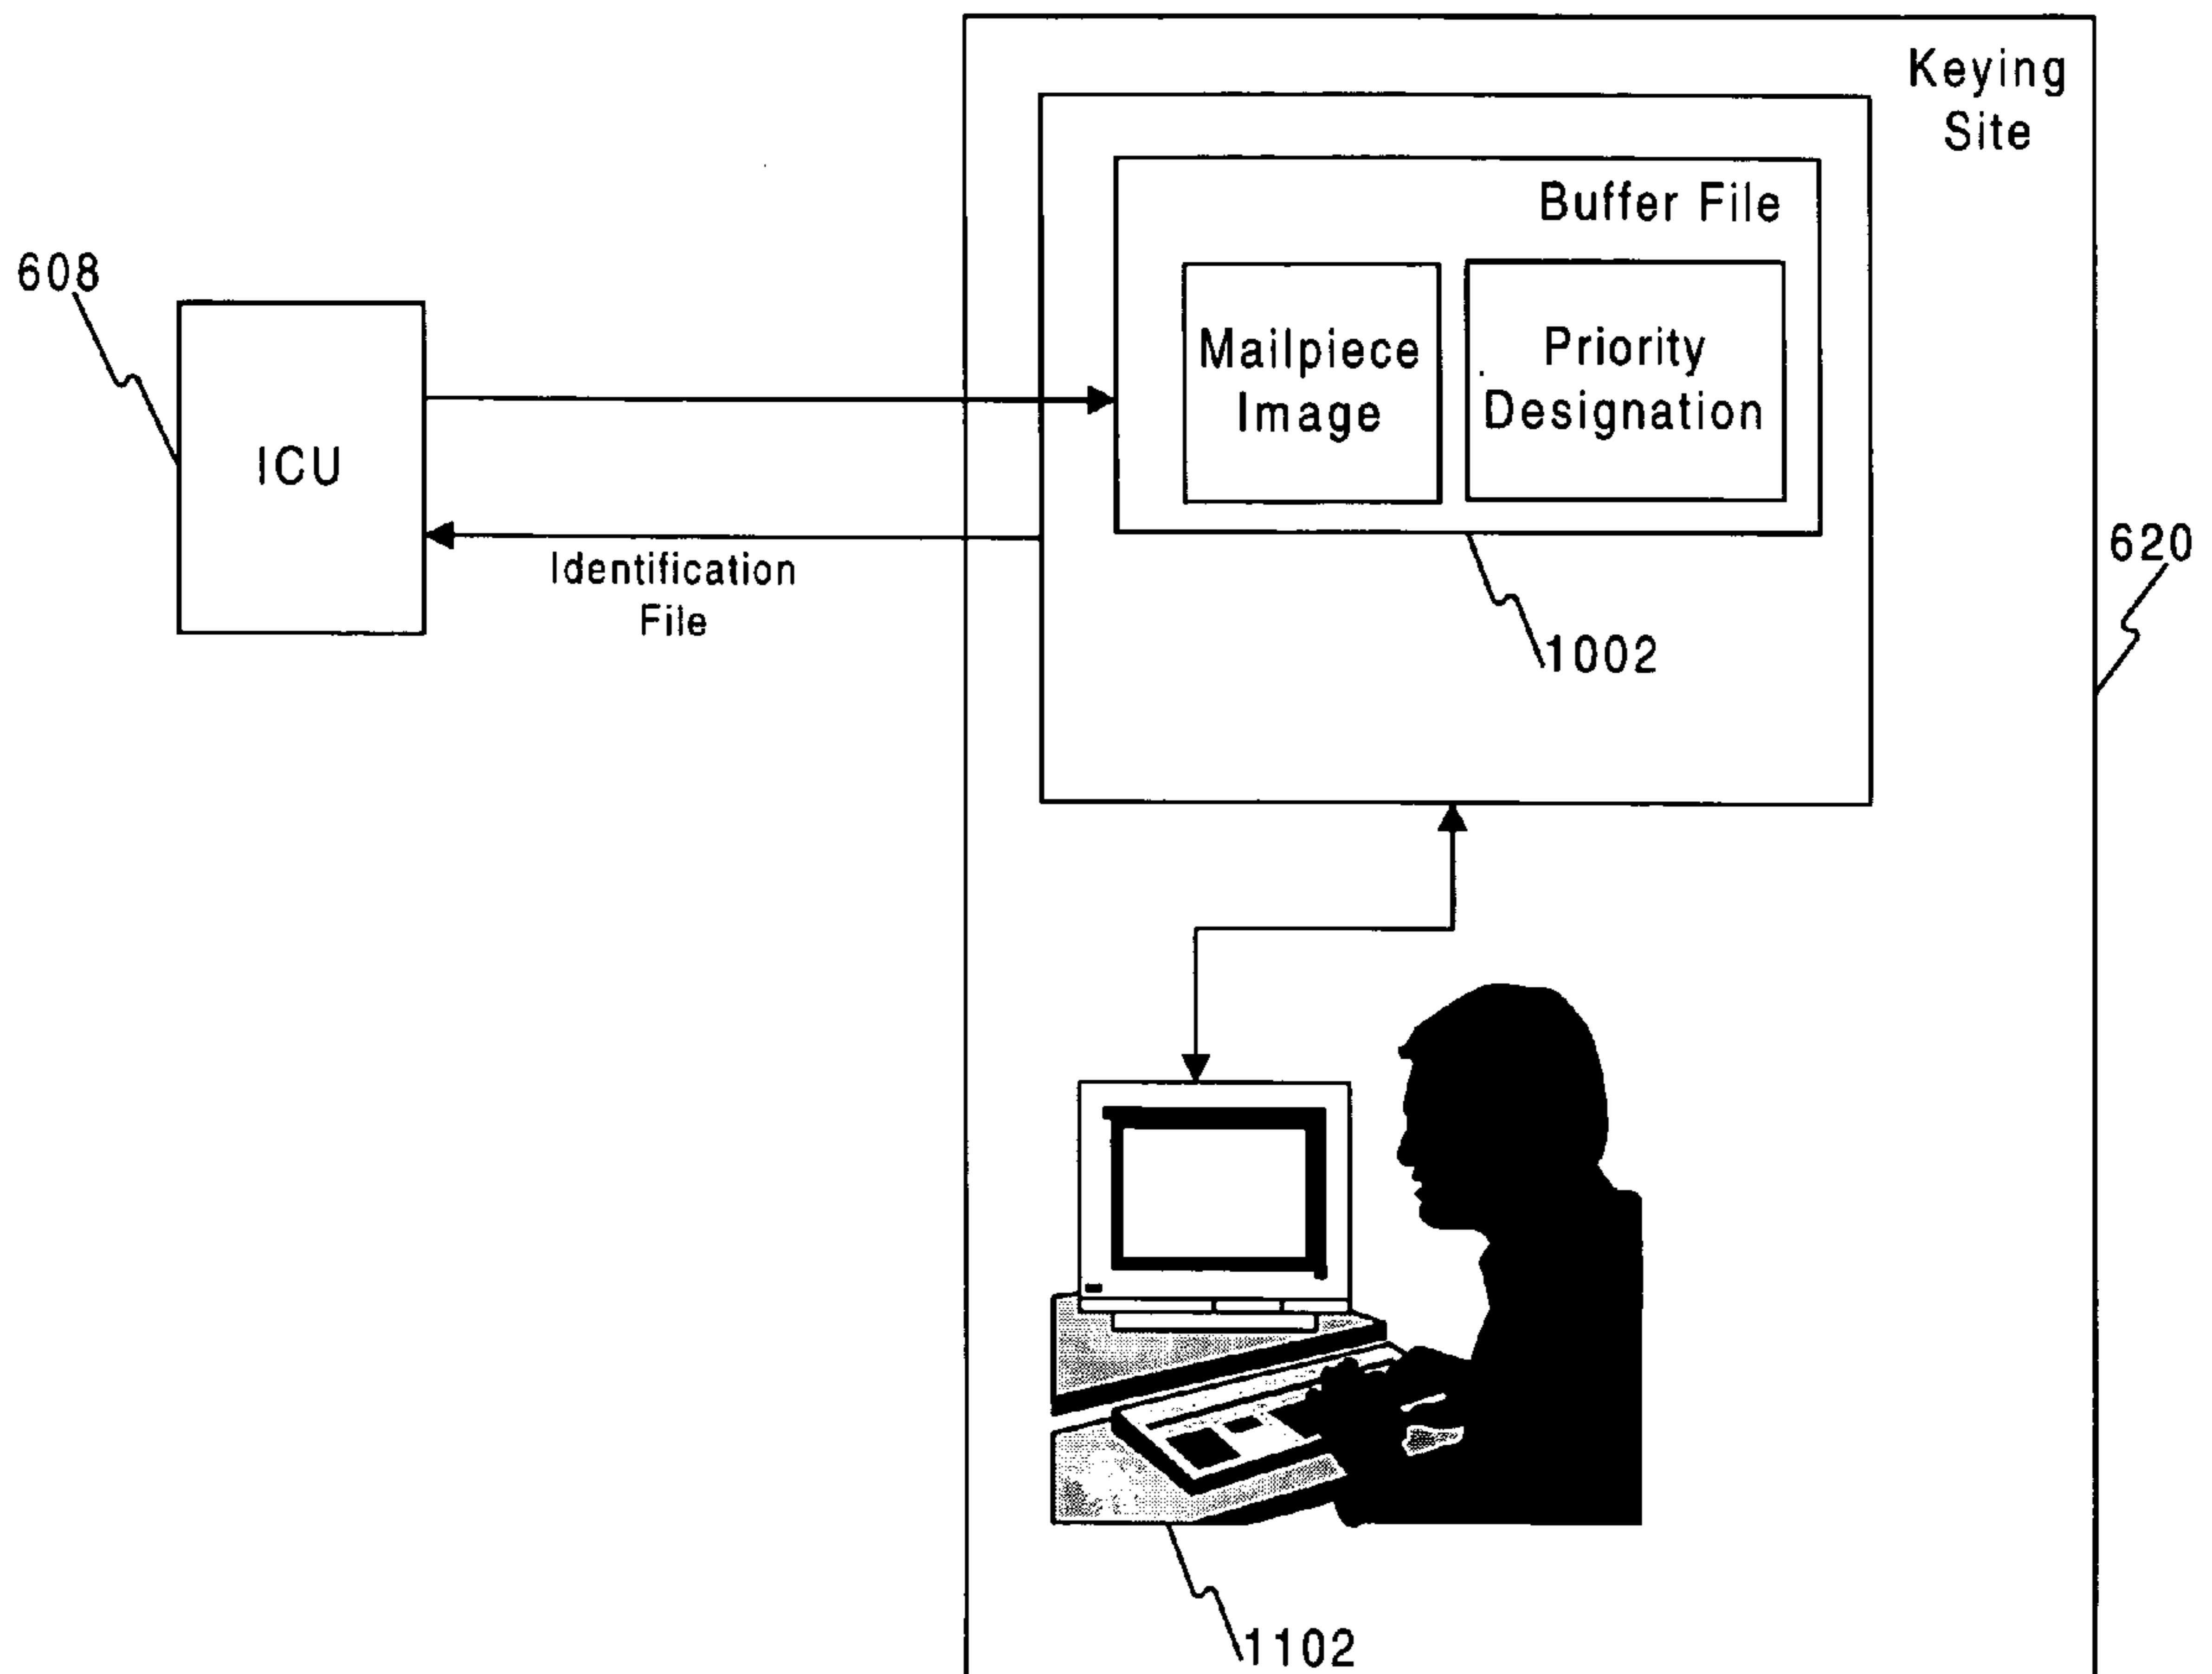 Keying
Site
Buffer File
608
Mailpiece
Image
Priority
Designation
ICU
620
Identification
File
1002
1102